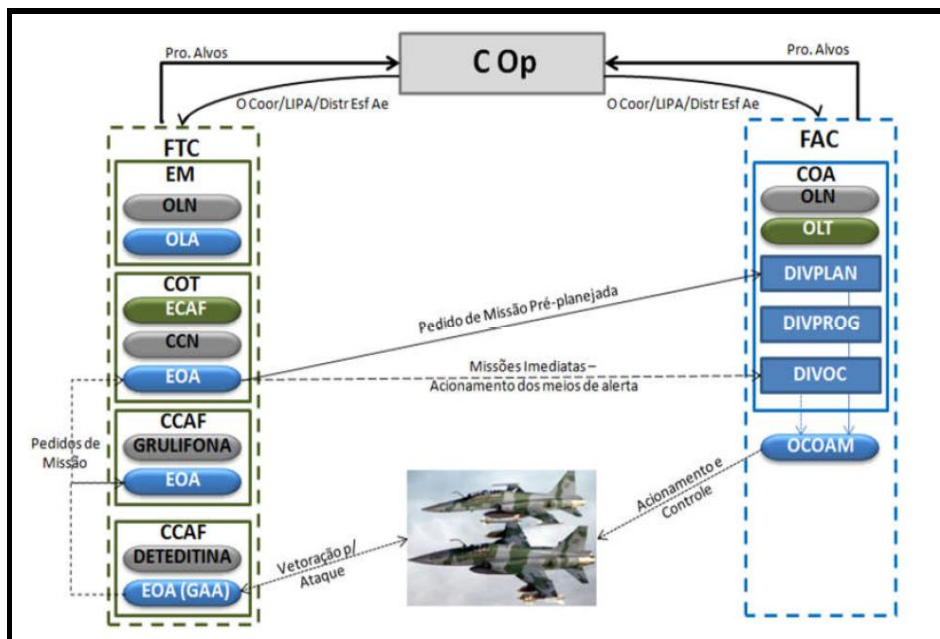 C Op
Pro. Alvos
Pro. Alvos
O Coor/LIPA/Distr Esf Ae
O Coor/LIPA/Distr Esf Ae
FTC
EM
OLN
OLA
COT
ECAF
CCN
EOA
CCAF
GRULIFONA
EOA
CCAF
DETEDITINA
EOA (GAA)
Pedidos de
Missão
Pedido de Missão Pré-planejada
Missões Imediatas –
Acionamento dos meios de alerta
Vetoração p/
Ataque
Acionamento e
Controle
FAC
COA
OLN
OLT
DIVPLAN
DIVPROG
DIVOC
OCOAM